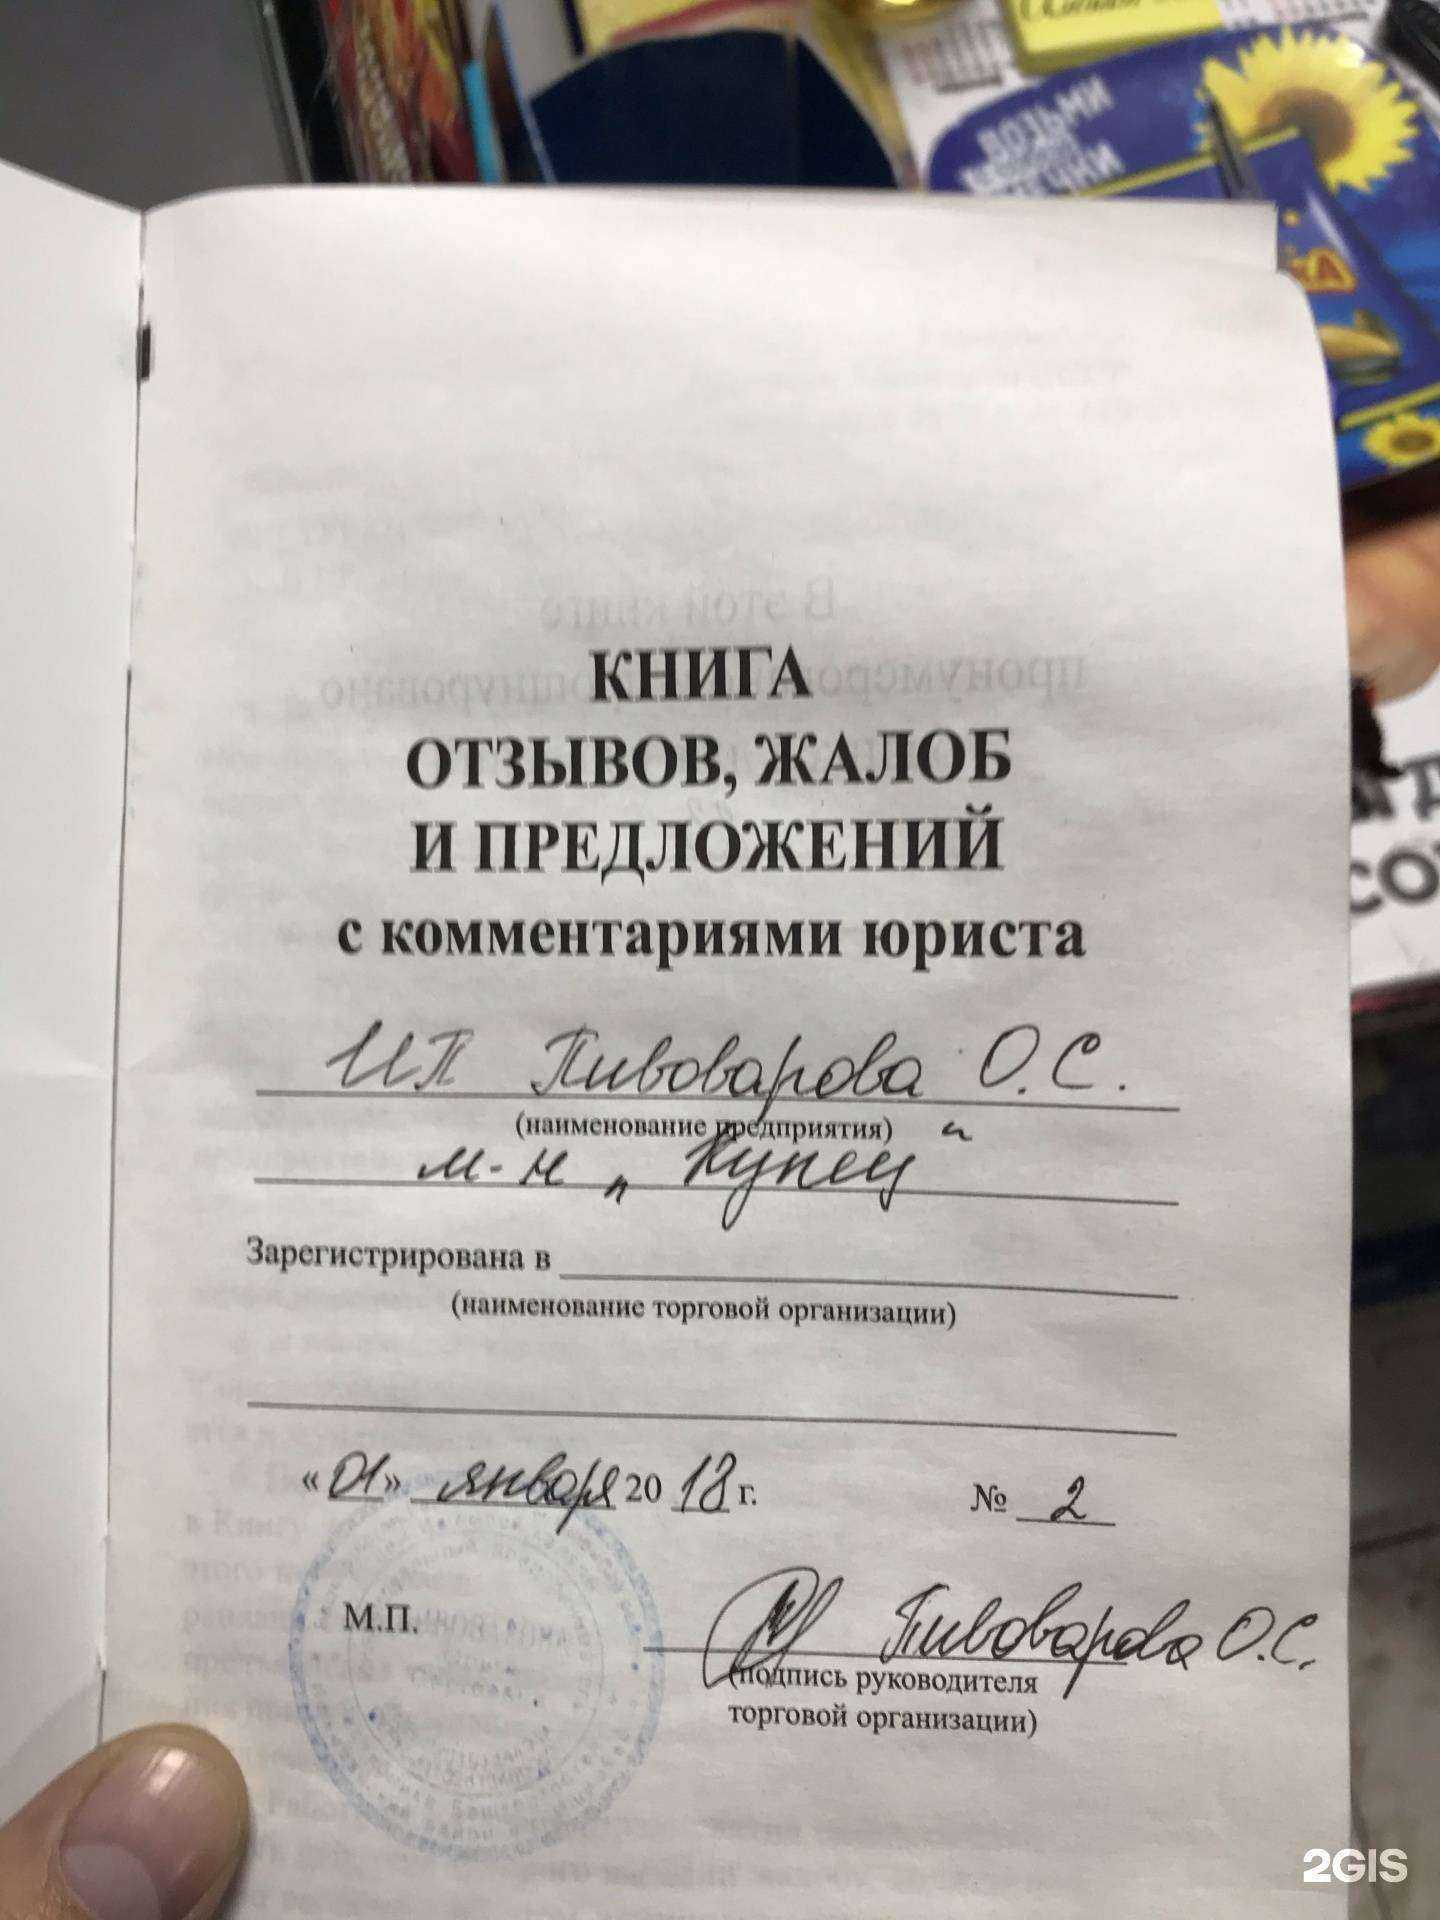 ВОЗЬМИ
КНИГА
ОТЗЫВОВ, ЖАЛОБ
И ПРЕДЛОЖЕНИЙ
с комментариями юриста
ИП Пивоварова О.С.
(наименование предприятия)
м-н „Купец“
Зарегистрирована в
(наименование торговой организации)
«01» января 2018 г. № 2
М.П. Пивоварова О.С.
(подпись руководителя
торговой организации)
2GIS